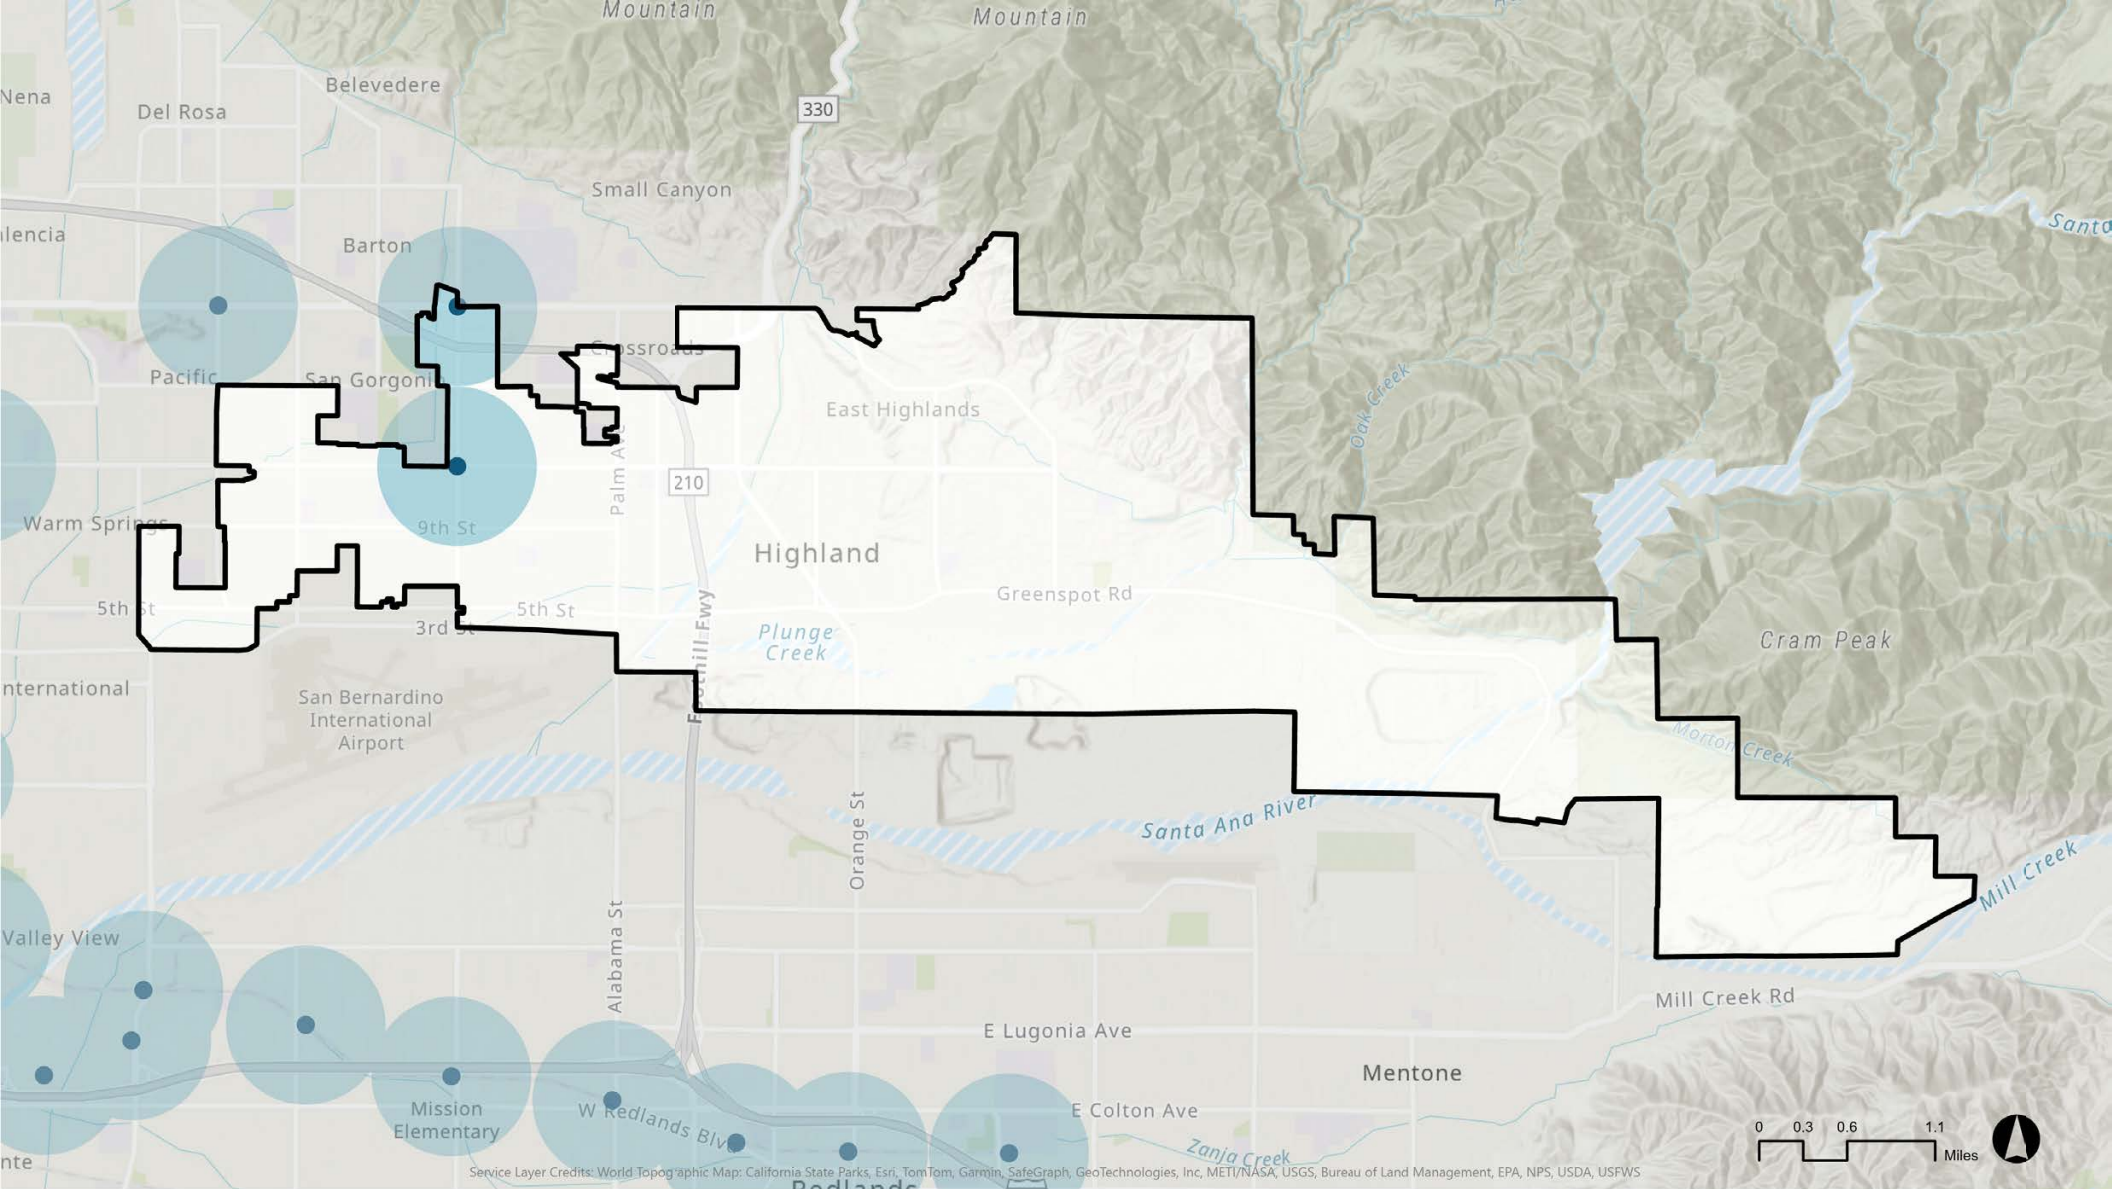 Mountain
Mountain
Belevedere
Nena
Del Rosa
330
Small Canyon
Santa
alencia
Barton
Crossroads
Pacific
San Gorgoni
Oak Creek
East Highlands
Palm Ave
210
Warm Springs
9th St
Highland
Greenspot Rd
5th St
5th St
3rd St
Plunge
Creek
Foothill Fwy
Cram Peak
nternational
San Bernardino
International
Airport
Morton Creek
Santa Ana River
Orange St
Mill Creek
Alabama St
Valley View
Mill Creek Rd
E Lugonia Ave
Mentone
Mission
Elementary
W Redlands Blv
E Colton Ave
Zanja Creek
nte
0 0.3 0.6 1.1
Miles
Service Layer Credits: World Topographic Map: California State Parks, Esri, TomTom, Garmin, SafeGraph, GeoTechnologies, Inc, METI/NASA, USGS, Bureau of Land Management, EPA, NPS, USDA, USFWS
Redlands